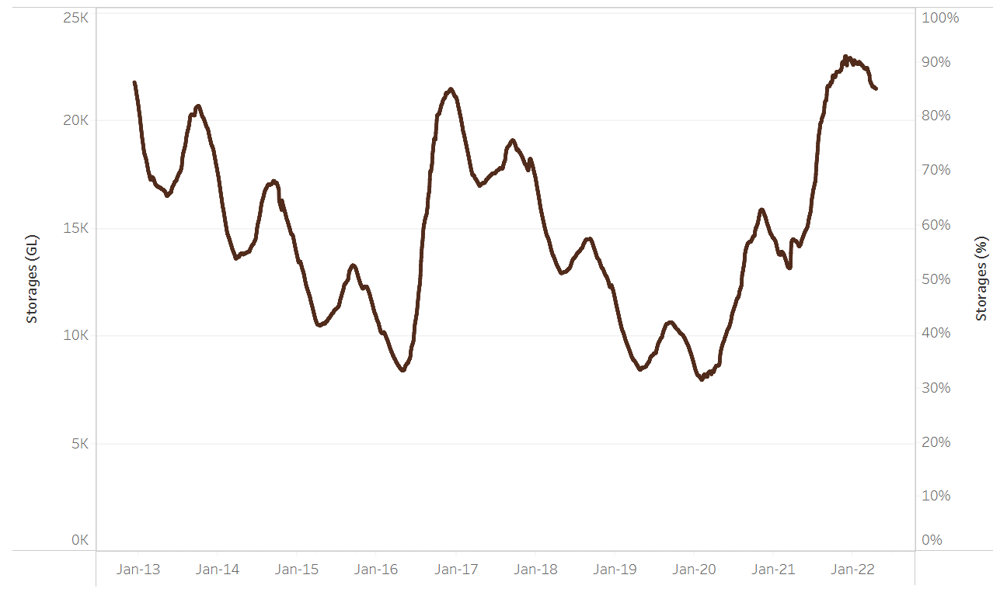 25K
20K
15K
10K
5K
0K
Storages (GL)
100%
90%
80%
70%
60%
50%
40%
30%
20%
10%
0%
Storages (%)
Jan-13 Jan-14 Jan-15 Jan-16 Jan-17 Jan-18 Jan-19 Jan-20 Jan-21 Jan-22